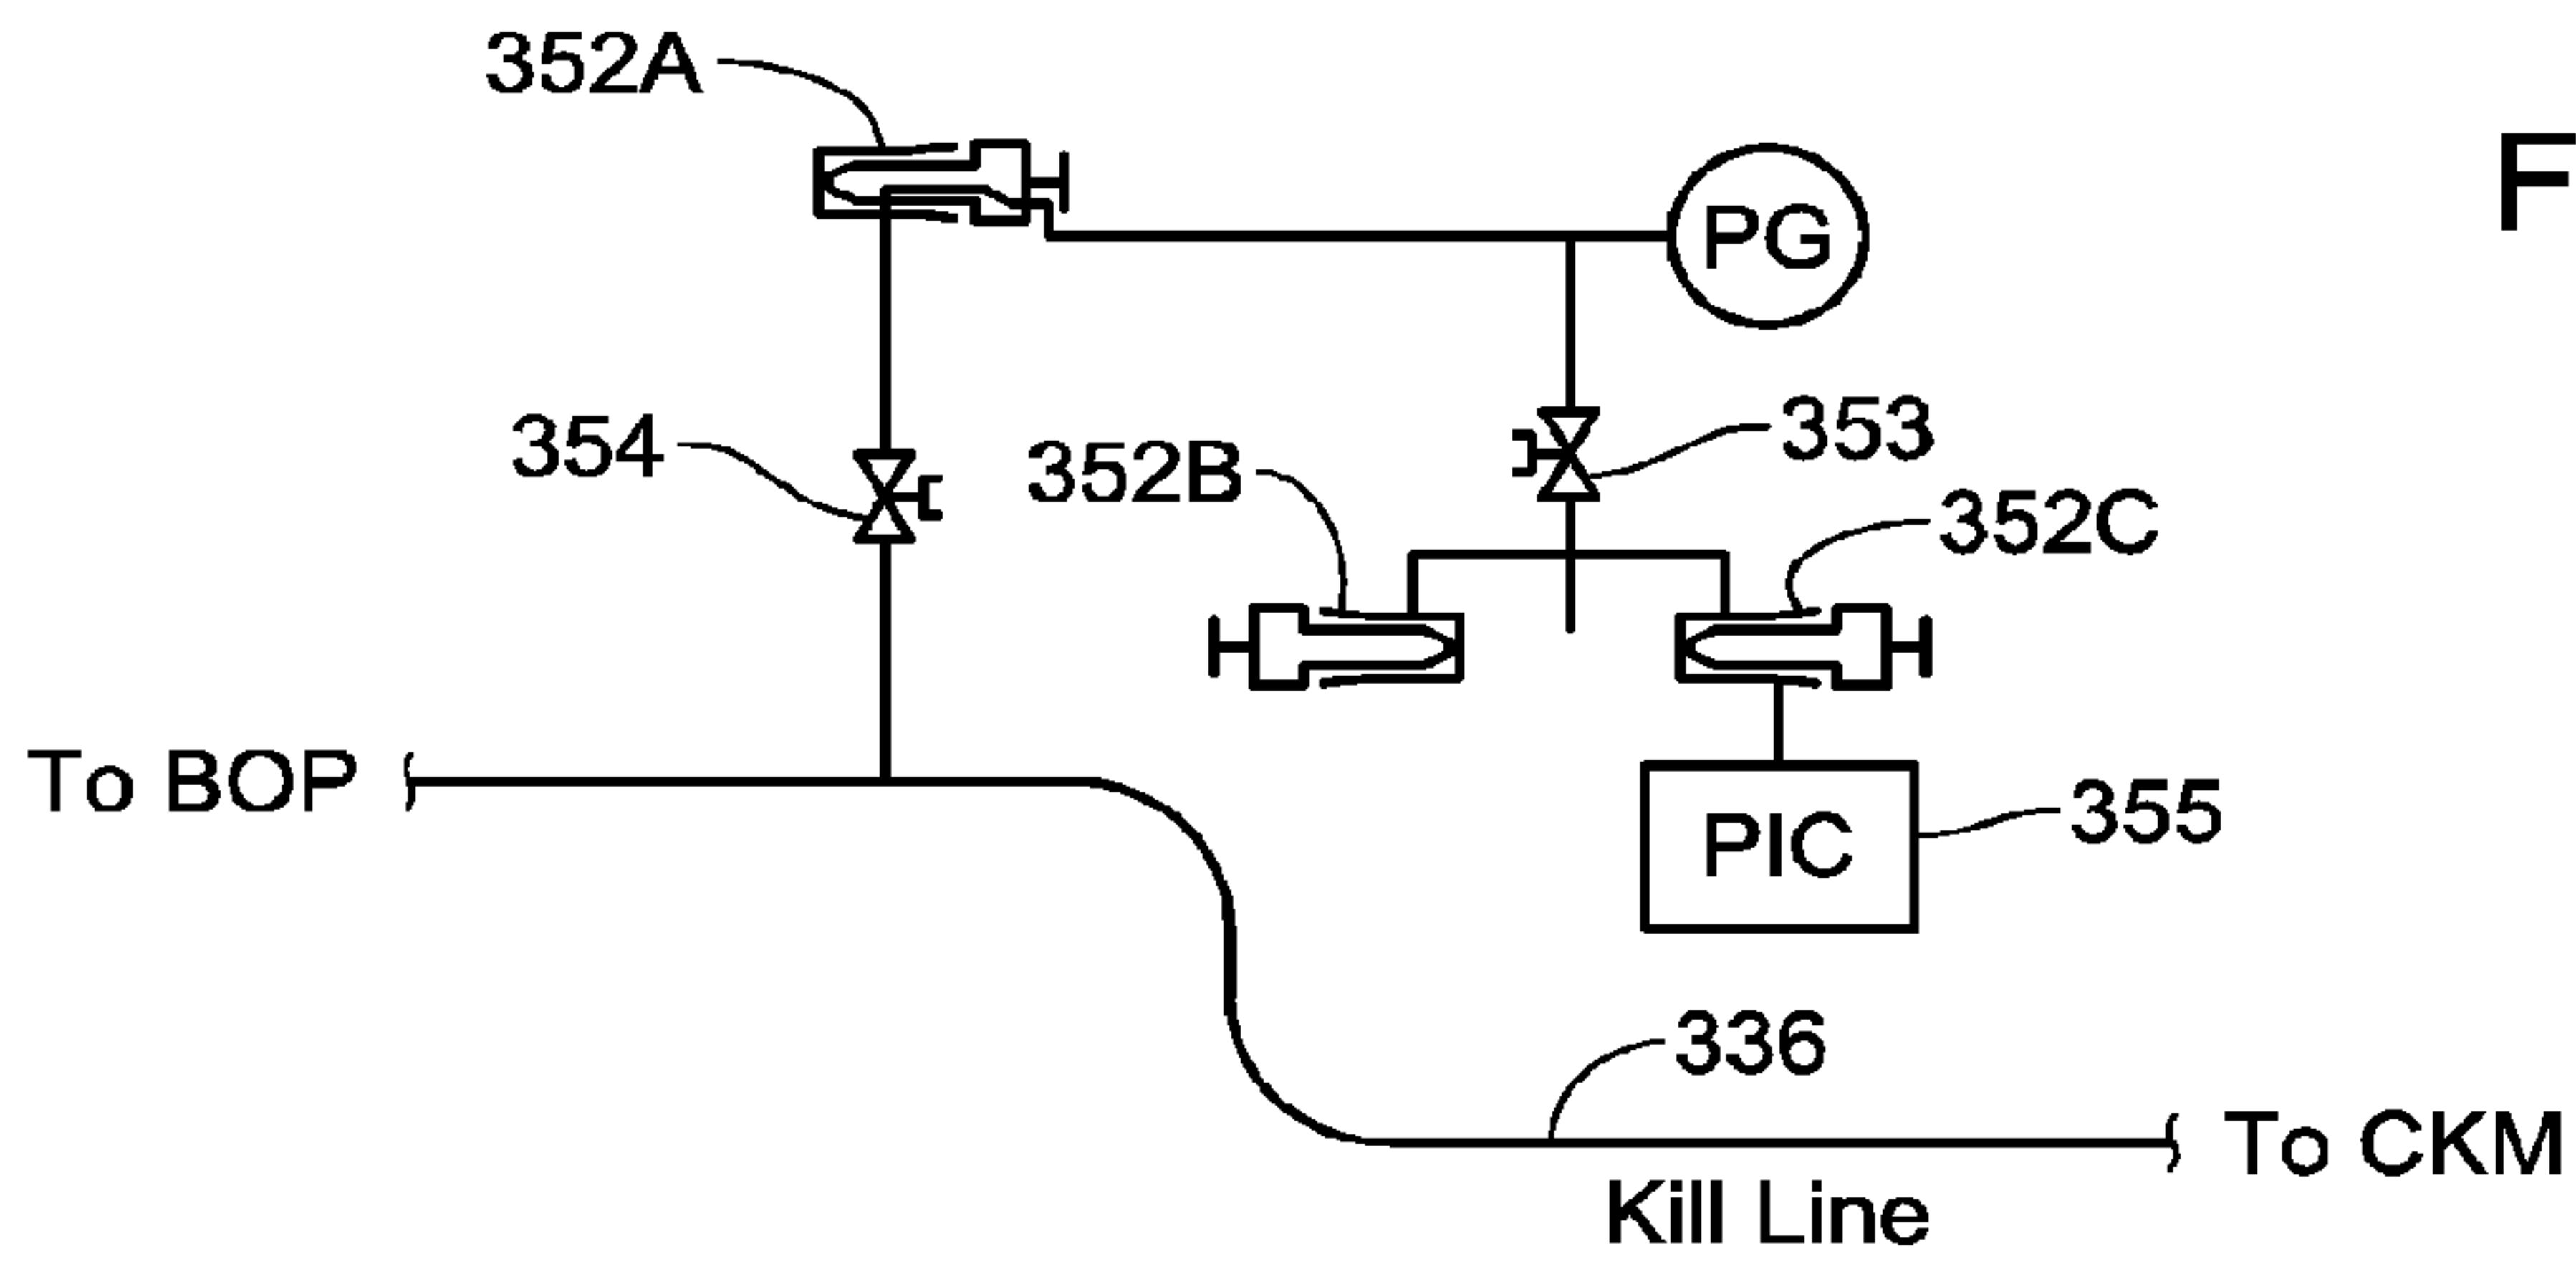 352A
F
PG
354
352B
353
352C
To BOP
PIC
355
336
To CKM
Kill Line